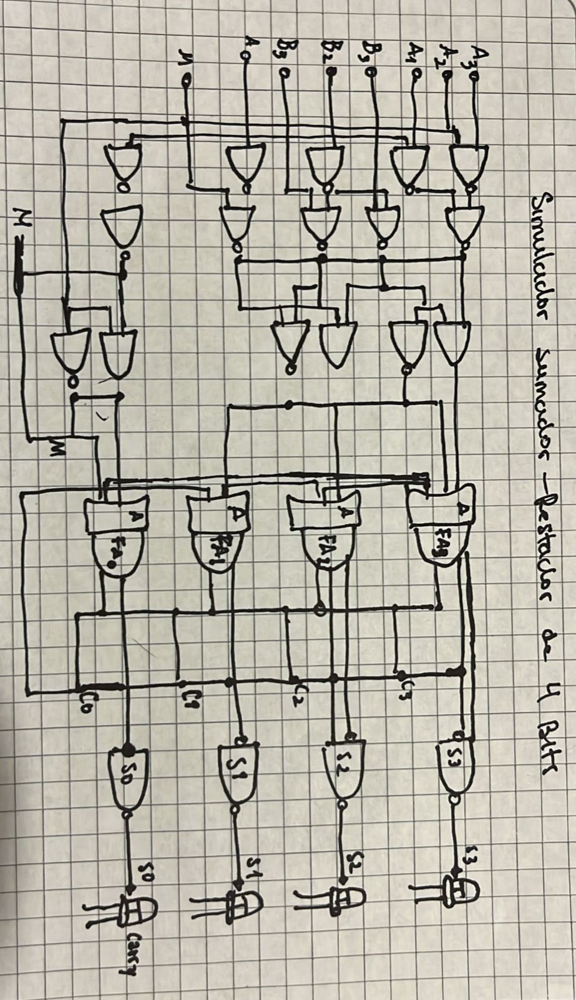 Simulador sumador - Restador de 4 Bits
A3
A2
A1
B3
B2
B3
A0
M
M
M
A
FA3
A
FA2
A
FA1
A
FA0
C0
C1
C2
C3
S3
S2
S1
S0
S3
S2
S1
S0
Carry